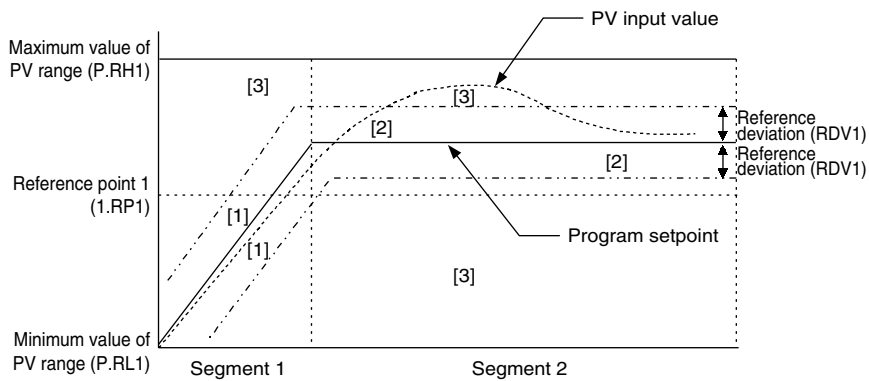 PV input value
Maximum value of
PV range (P.RH1)
[3]
[3]
[2]
Reference
deviation (RDV1)
Reference
deviation (RDV1)
[2]
Reference point 1
(1.RP1)
[1]
[1]
Program setpoint
[3]
Minimum value of
PV range (P.RL1)
Segment 1
Segment 2